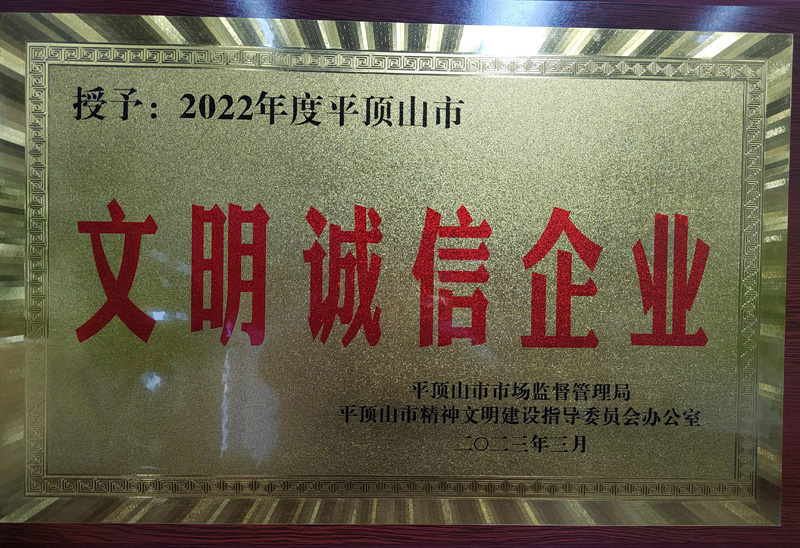 授予：2022年度平顶山市
文明诚信企业
平顶山市市场监督管理局
平顶山市精神文明建设指导委员会办公室
二〇二三年三月